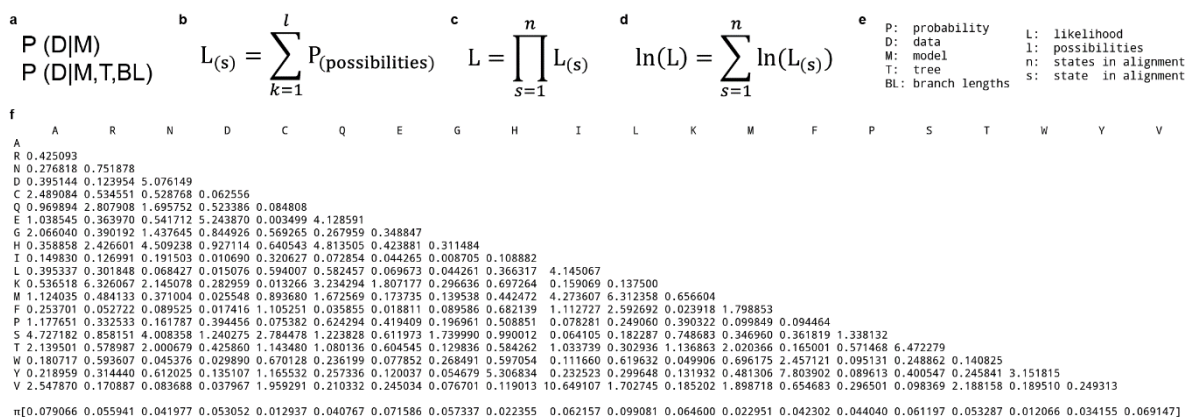 a
P (D|M)
P (D|M,T,BL)
b
L(s) = ∑ P(possibilities)
l
k=1
c
L = ∏ L(s)
n
s=1
d
ln(L) = ∑ ln(L(s))
n
s=1
e
P: probability
D: data
M: model
T: tree
BL: branch lengths
L: likelihood
l: possibilities
n: states in alignment
s: state in alignment
f
A R N D C Q E G H I L K M F P S T W Y V
A
R 0.425093
N 0.276818 0.751878
D 0.395144 0.123954 5.076149
C 2.489084 0.534551 0.528768 0.062556
Q 0.969894 2.807908 1.695752 0.523386 0.084808
E 1.038545 0.363970 0.541712 5.243870 0.003499 4.128591
G 2.066040 0.390192 1.437645 0.844926 0.569265 0.267959 0.348847
H 0.358858 2.426601 4.509238 0.927114 0.640543 4.813505 0.423881 0.311484
I 0.149830 0.126991 0.191503 0.010690 0.320627 0.072854 0.044265 0.008705 0.108882
L 0.395337 0.301848 0.068427 0.015076 0.594007 0.582457 0.069673 0.044261 0.366317 4.145067
K 0.536518 6.326067 2.145078 0.282959 0.013266 3.234294 1.807177 0.296636 0.697264 0.159069 0.137500
M 1.124035 0.484133 0.371004 0.025548 0.893680 1.672569 0.173735 0.139538 0.442472 4.273607 6.312358 0.656604
F 0.253701 0.052722 0.089525 0.017416 1.105251 0.035855 0.018811 0.089586 0.682139 1.112727 2.592692 0.023918 1.798853
P 1.177651 0.332533 0.161787 0.394456 0.075382 0.624294 0.419409 0.196961 0.508851 0.078281 0.249060 0.390322 0.099849 0.094464
S 4.727182 0.858151 4.008358 1.240275 2.784478 1.223828 0.611973 1.739990 0.990012 0.064105 0.182287 0.748683 0.346960 0.361819 1.338132
T 2.139501 0.578987 2.000679 0.425860 1.143480 1.080136 0.604545 0.129836 0.584262 1.033739 0.302936 1.136863 2.020366 0.165001 0.571468 6.472279
W 0.180717 0.593607 0.045376 0.029890 0.670128 0.236199 0.077852 0.268491 0.597054 0.111660 0.619632 0.049906 0.696175 2.457121 0.095131 0.248862 0.140825
Y 0.218959 0.314440 0.612025 0.135107 1.165532 0.257336 0.120037 0.054679 5.306834 0.232523 0.299648 0.131932 0.481306 7.803902 0.089613 0.400547 0.245841 3.151815
V 2.547870 0.170887 0.083688 0.037967 1.959291 0.210332 0.245034 0.076701 0.119013 10.649107 1.702745 0.185202 1.898718 0.654683 0.296501 0.098369 2.188158 0.189510 0.249313
π[0.079066 0.055941 0.041977 0.053052 0.012937 0.040767 0.071586 0.057337 0.022355 0.062157 0.099081 0.064600 0.022951 0.042302 0.044040 0.061197 0.053287 0.012066 0.034155 0.069147]